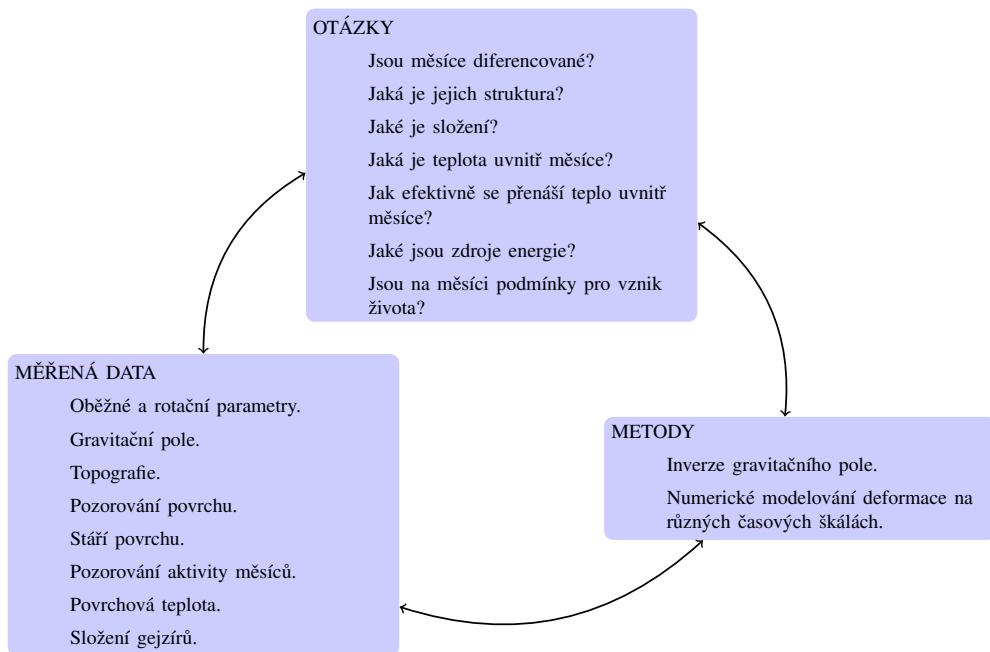 OTÁZKY
Jsou měsíce diferencované?
Jaká je jejich struktura?
Jaké je složení?
Jaká je teplota uvnitř měsíce?
Jak efektivně se přenáší teplo uvnitř
měsíce?
Jaké jsou zdroje energie?
Jsou na měsíci podmínky pro vznik
života?
MĚŘENÁ DATA
Oběžné a rotační parametry.
Gravitační pole.
Topografie.
Pozorování povrchu.
Stáří povrchu.
Pozorování aktivity měsíců.
Povrchová teplota.
Složení gejzírů.
METODY
Inverze gravitačního pole.
Numerické modelování deformace na
různých časových škálách.